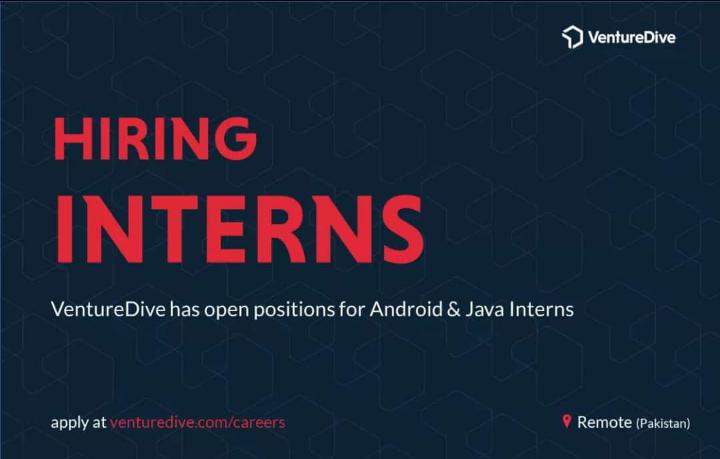 VentureDive
HIRING
INTERNS
VentureDive has open positions for Android & Java Interns
apply at venturedive.com/careers
Remote (Pakistan)